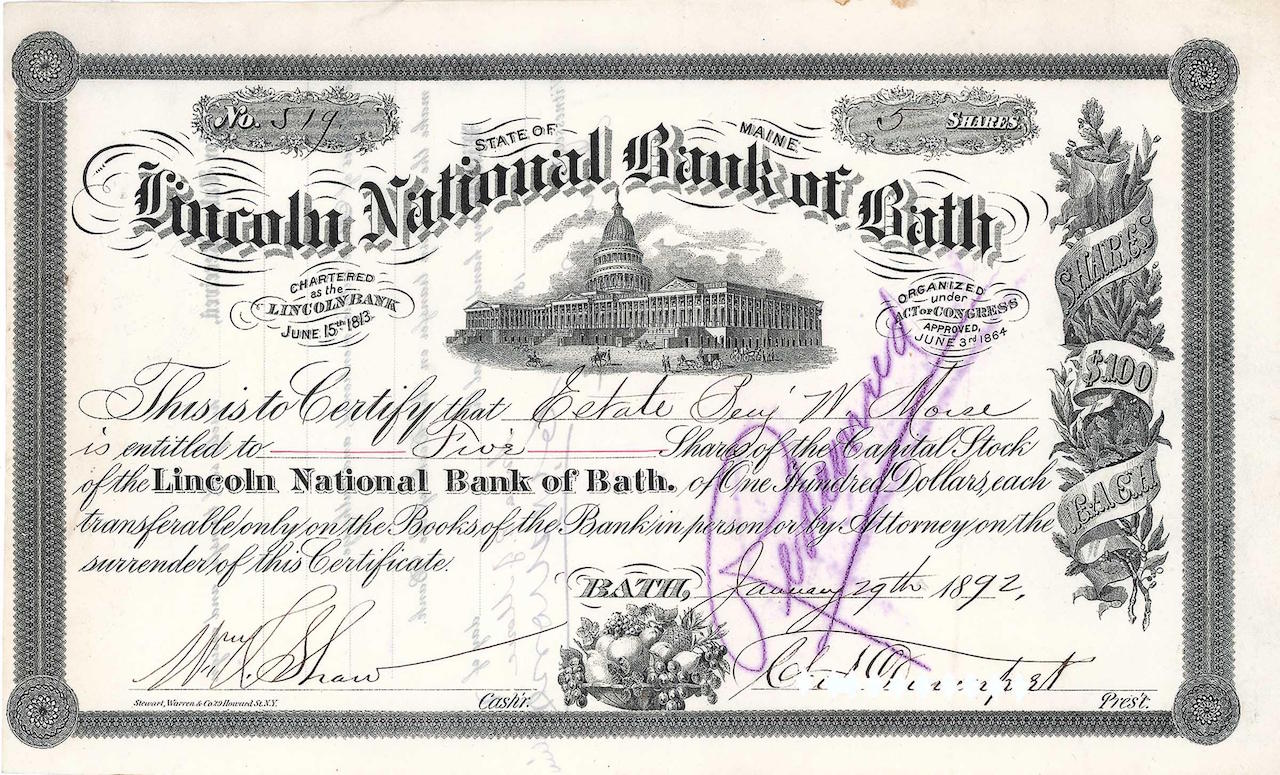 No. 519.
5 SHARES.
STATE OF MAINE
Lincoln National Bank of Bath
CHARTERED
as the
LINCOLN BANK
JUNE 15th 1813.
ORGANIZED
under
ACT OF CONGRESS
APPROVED,
JUNE 3rd 1864
SHARES
$100
EACH
This is to Certify that Estate Benj W. Morse
is entitled to Five Shares of the Capital Stock
of the Lincoln National Bank of Bath. of One Hundred Dollars, each
transferable only on the Books of the Bank in person or by Attorney on the
surrender of this Certificate.
BATH, January 29th 1892,
Wm. R. Shaw
Cash'r.
Prest.
Stewart, Warren & Co. 29 Howard St. N.Y.